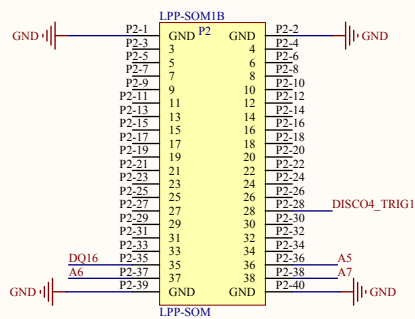 LPP-SOM1B
P2
GND P2-1 GND GND P2-2 GND
P2-3 3 4 P2-4
P2-5 5 6 P2-6
P2-7 7 8 P2-8
P2-9 9 10 P2-10
P2-11 11 12 P2-12
P2-13 13 14 P2-14
P2-15 15 16 P2-16
P2-17 17 18 P2-18
P2-19 19 20 P2-20
P2-21 21 22 P2-22
P2-23 23 24 P2-24
P2-25 25 26 P2-26
P2-27 27 28 P2-28 DISCO4_TRIG1
P2-29 29 30 P2-30
P2-31 31 32 P2-32
P2-33 33 34 P2-34
DQ16 P2-35 35 36 P2-36 A5
A6 P2-37 37 38 P2-38 A7
GND P2-39 GND GND P2-40 GND
LPP-SOM